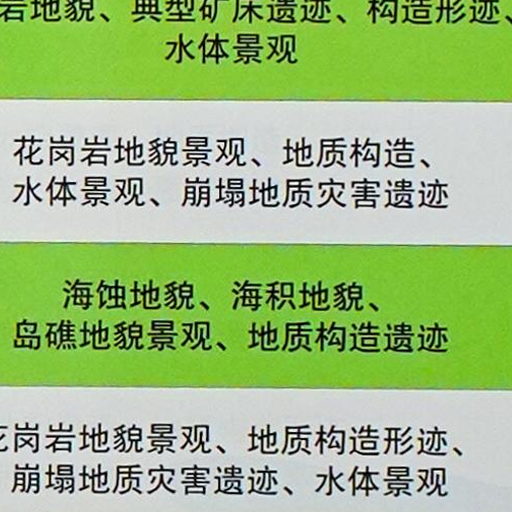 岩地貌、典型矿床遗迹、构造形迹、
水体景观
花岗岩地貌景观、地质构造、
水体景观、崩塌地质灾害遗迹
海蚀地貌、海积地貌、
岛礁地貌景观、地质构造遗迹
花岗岩地貌景观、地质构造形迹、
崩塌地质灾害遗迹、水体景观